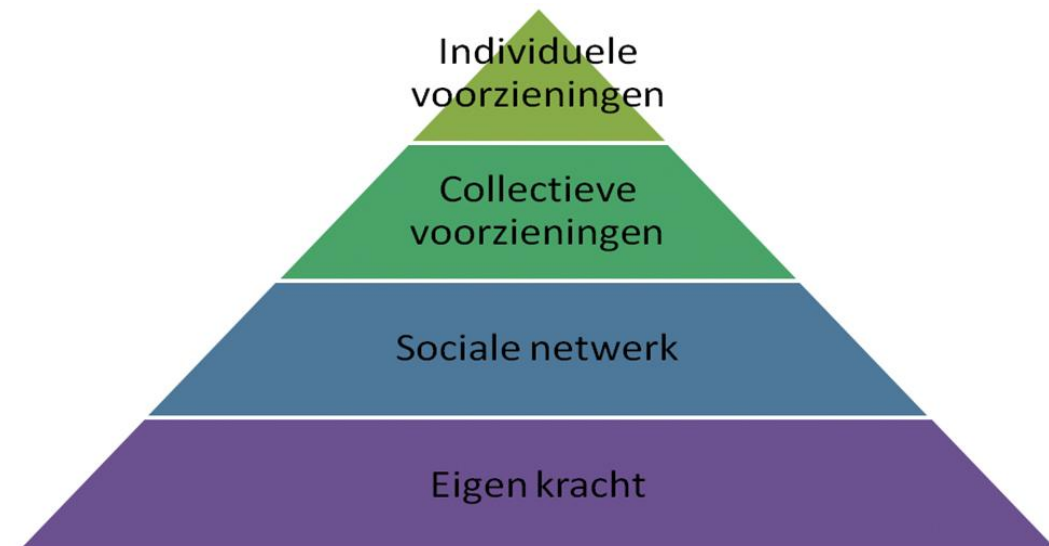 Individuele
voorzieningen
Collectieve
voorzieningen
Sociale netwerk
Eigen kracht